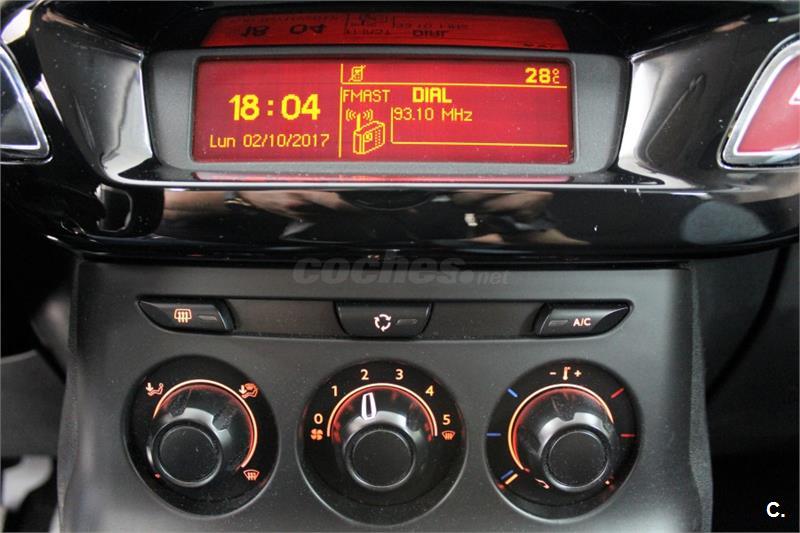 28°C
18:04
FMAST DIAL
93.10 MHz
Lun 02/10/2017
coches.net
A/C
0 1 2 3 4 5
- +
C.